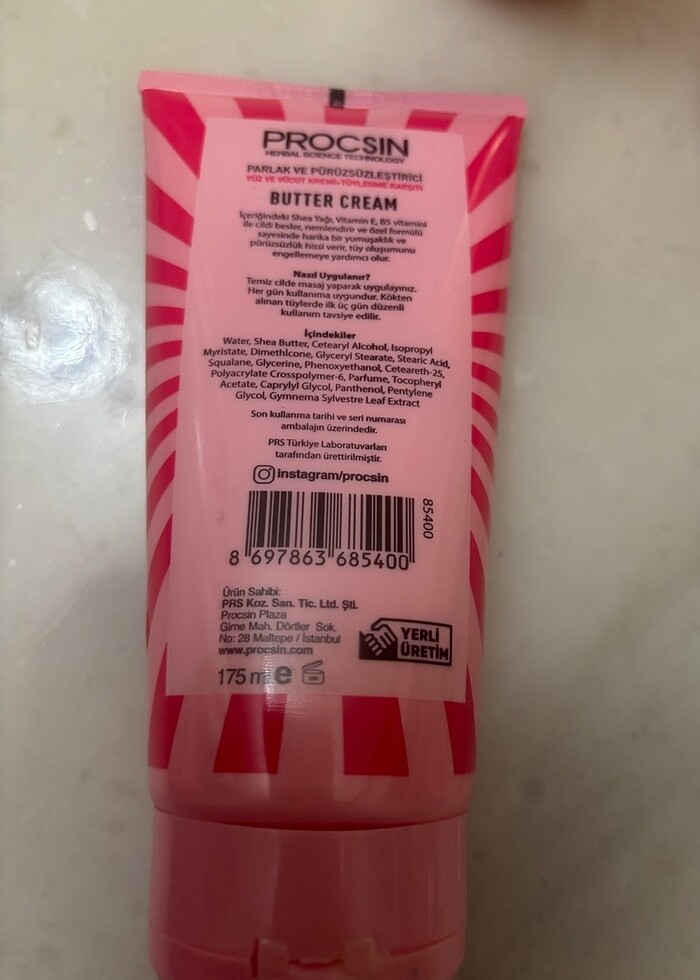 PROCSIN
HERBAL SCIENCE TECHNOLOGY
PARLAK VE PÜRÜZSÜZLEŞTİRİCİ
YÜZ VE VÜCUT KREMİ•TÜYLENME KARŞITI
BUTTER CREAM
İçeriğindeki Shea Yağı, Vitamin E, B5 vitamini
ile cildi besler, nemlendirir ve özel formülü
sayesinde harika bir yumuşaklık ve
pürüzsüzlük hissi verir, tüy oluşumunu
engellemeye yardımcı olur.
Nasıl Uygulanır?
Temiz cilde masaj yaparak uygulayınız.
Her gün kullanıma uygundur. Kökten
alınan tüylerde ilk üç gün düzenli
kullanım tavsiye edilir.
İçindekiler
Water, Shea Butter, Cetearyl Alcohol, Isopropyl
Myristate, Dimethlcone, Glyceryl Stearate, Stearic Acid,
Squalane, Glycerine, Phenoxyethanol, Ceteareth-25,
Polyacrylate Crosspolymer-6, Parfume, Tocopheryl
Acetate, Caprylyl Glycol, Panthenol, Pentylene
Glycol, Gymnema Sylvestre Leaf Extract
Son kullanma tarihi ve seri numarası
ambalajın üzerindedir.
PRS Türkiye Laboratuvarları
tarafından ürettirilmiştir.
instagram/procsin
85400
8 697863 685400
Ürün Sahibi:
PRS Koz. San. Tic. Ltd. Şti.
Procsin Plaza
Girne Mah. Dörtler Sok.
No: 28 Maltepe / İstanbul
www.procsin.com
YERLİ
ÜRETİM
175 ml e